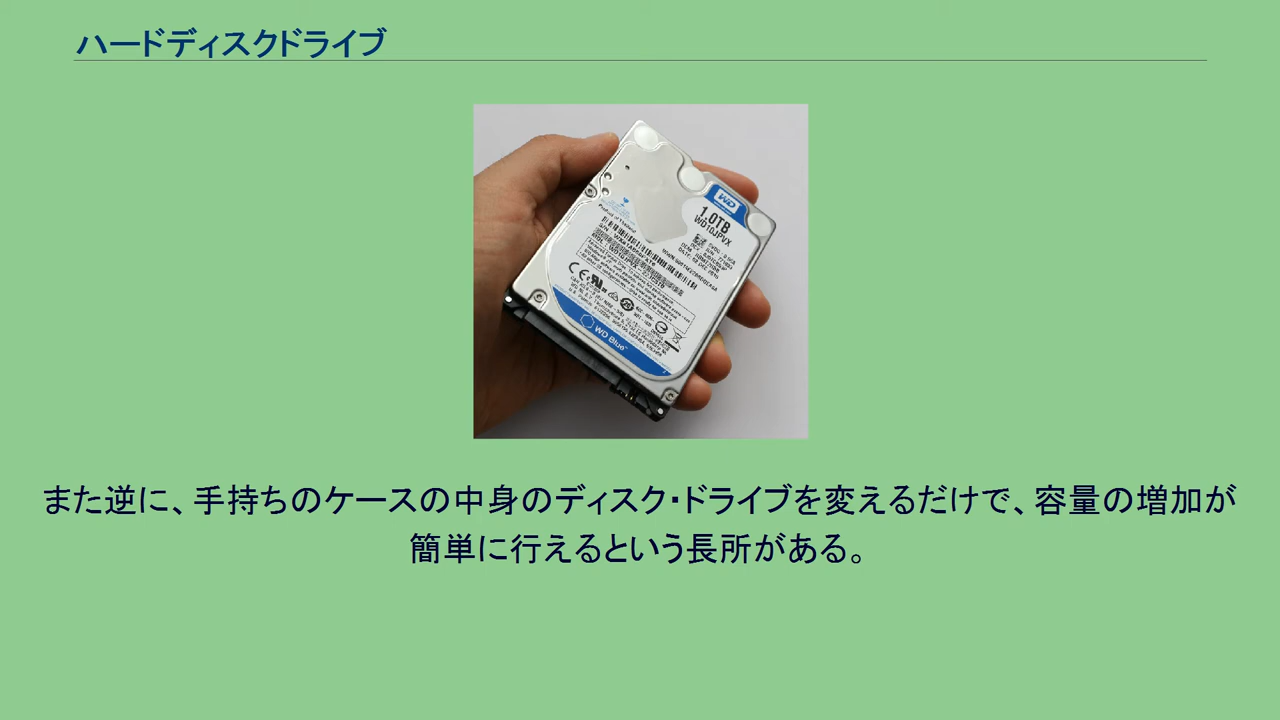 ハードディスクドライブ
WD
1.0TB
WD10JPVX
WD Blue
また逆に、手持ちのケースの中身のディスク・ドライブを変えるだけで、容量の増加が
簡単に行えるという長所がある。